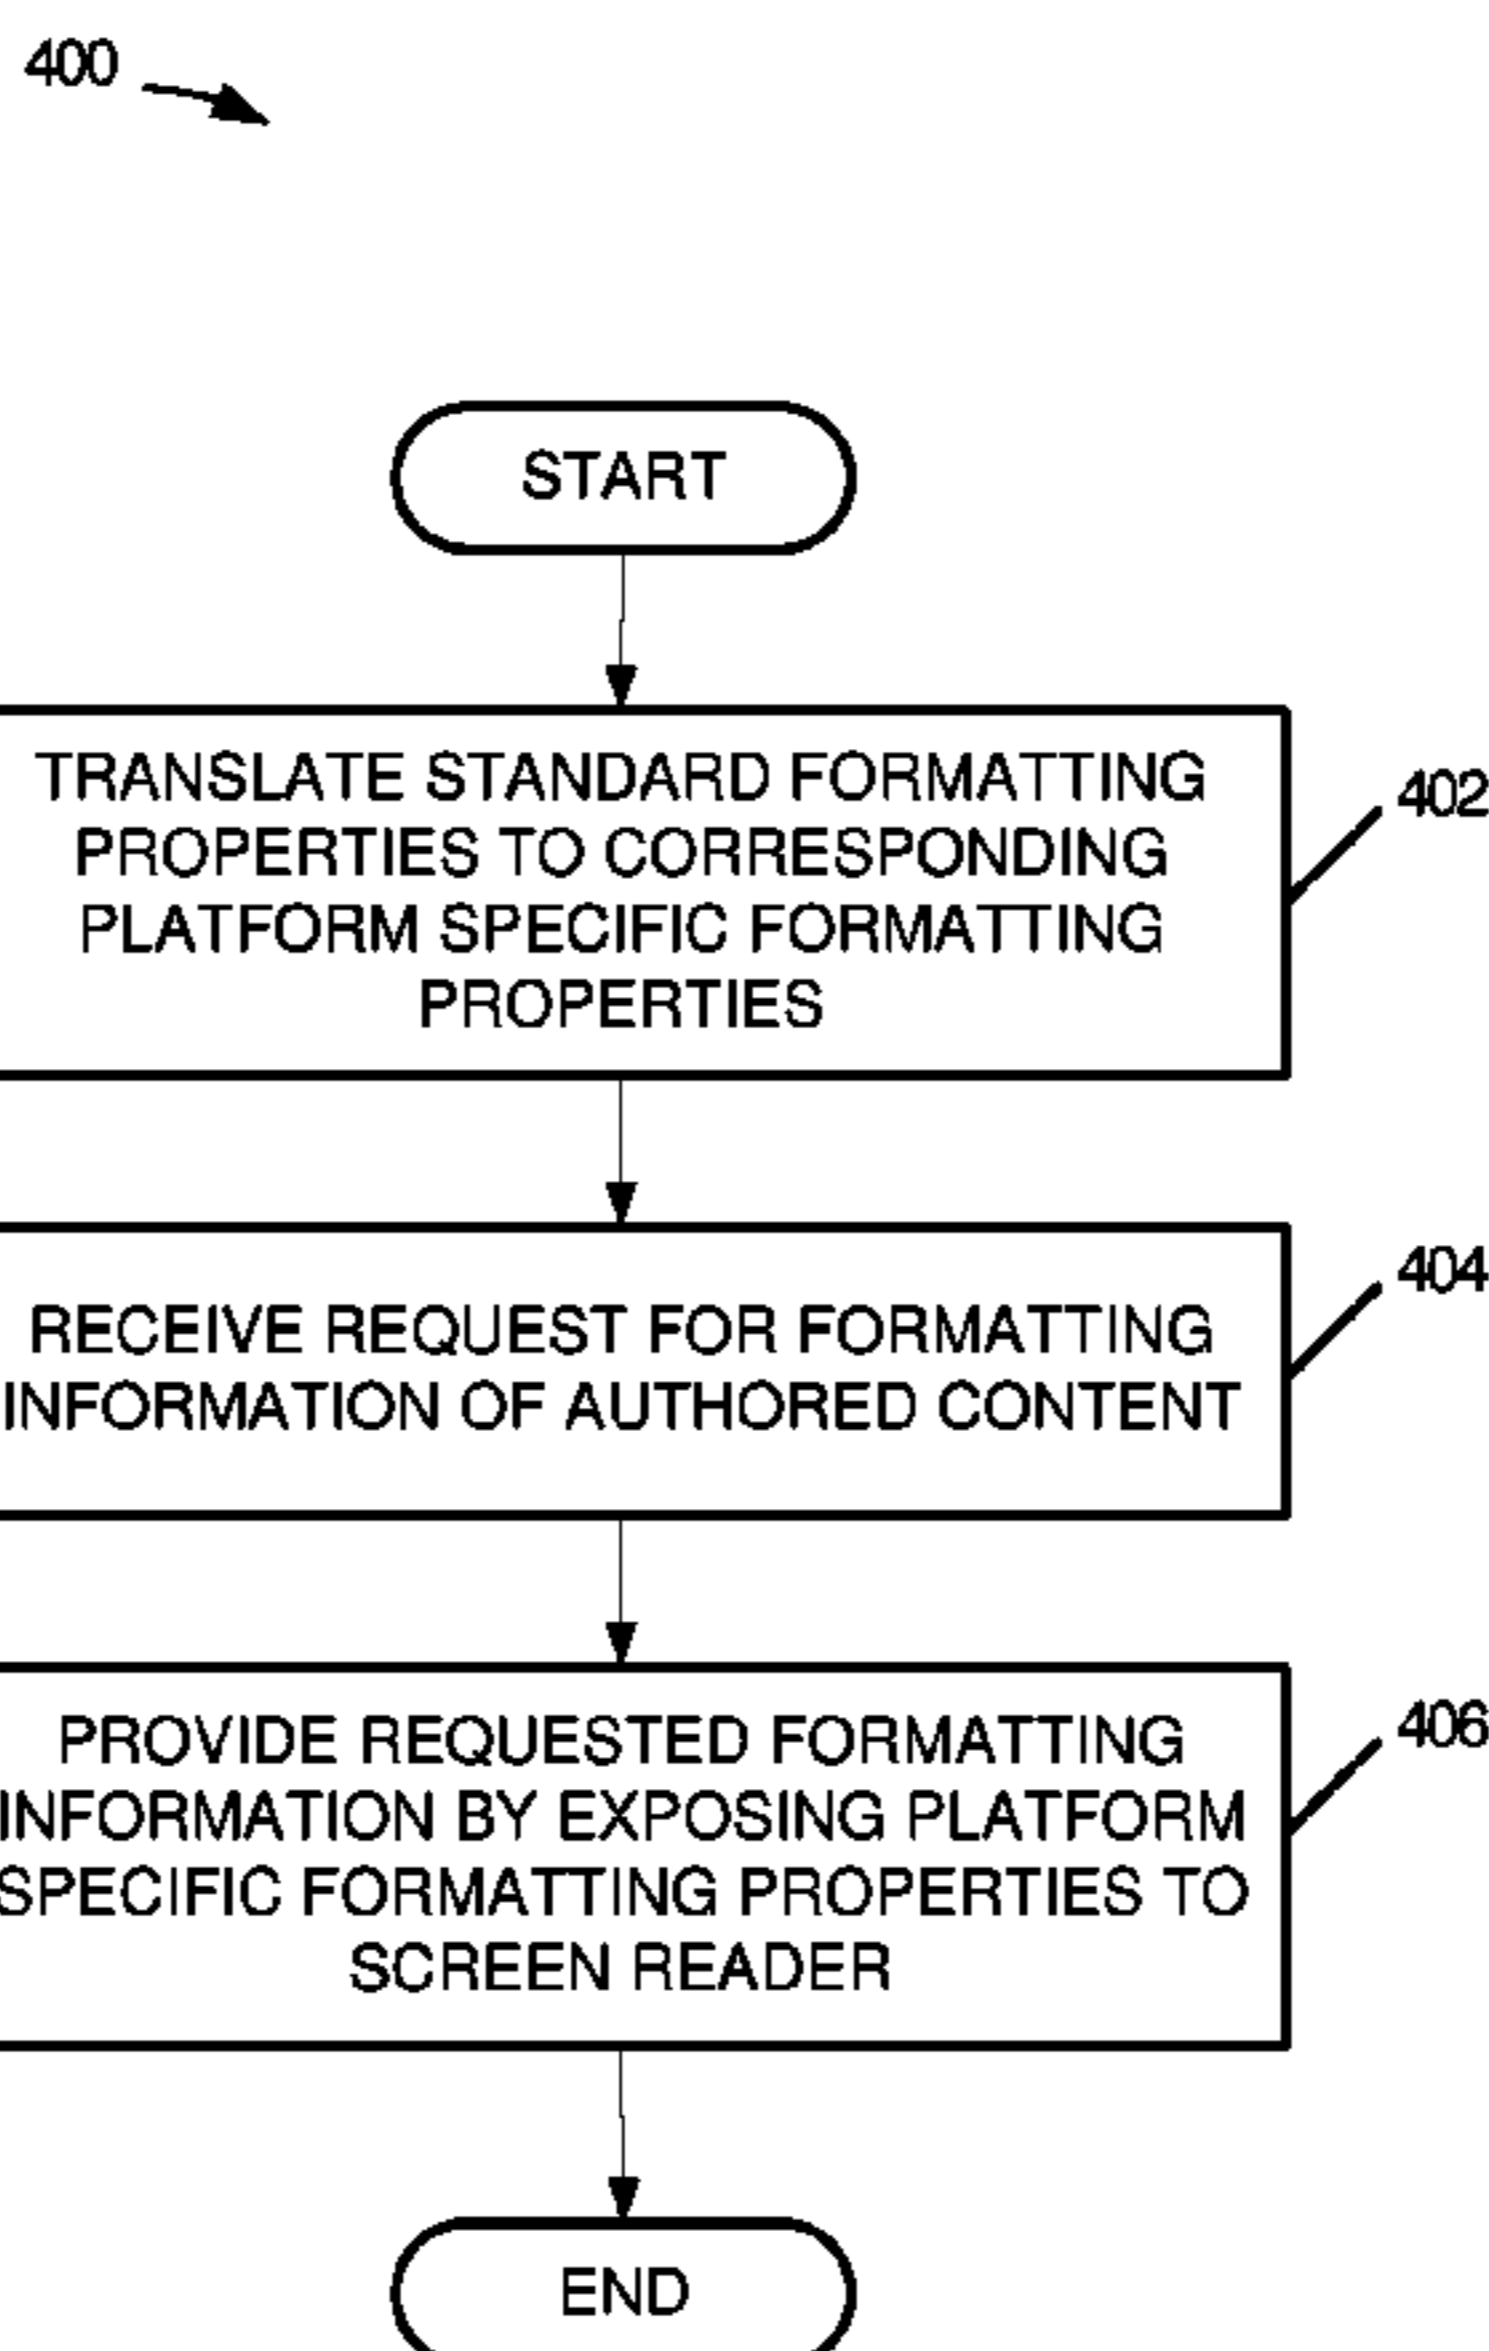 400
START
TRANSLATE STANDARD FORMATTING
PROPERTIES TO CORRESPONDING
PLATFORM SPECIFIC FORMATTING
PROPERTIES
402
RECEIVE REQUEST FOR FORMATTING
INFORMATION OF AUTHORED CONTENT
404
PROVIDE REQUESTED FORMATTING
INFORMATION BY EXPOSING PLATFORM
SPECIFIC FORMATTING PROPERTIES TO
SCREEN READER
406
END